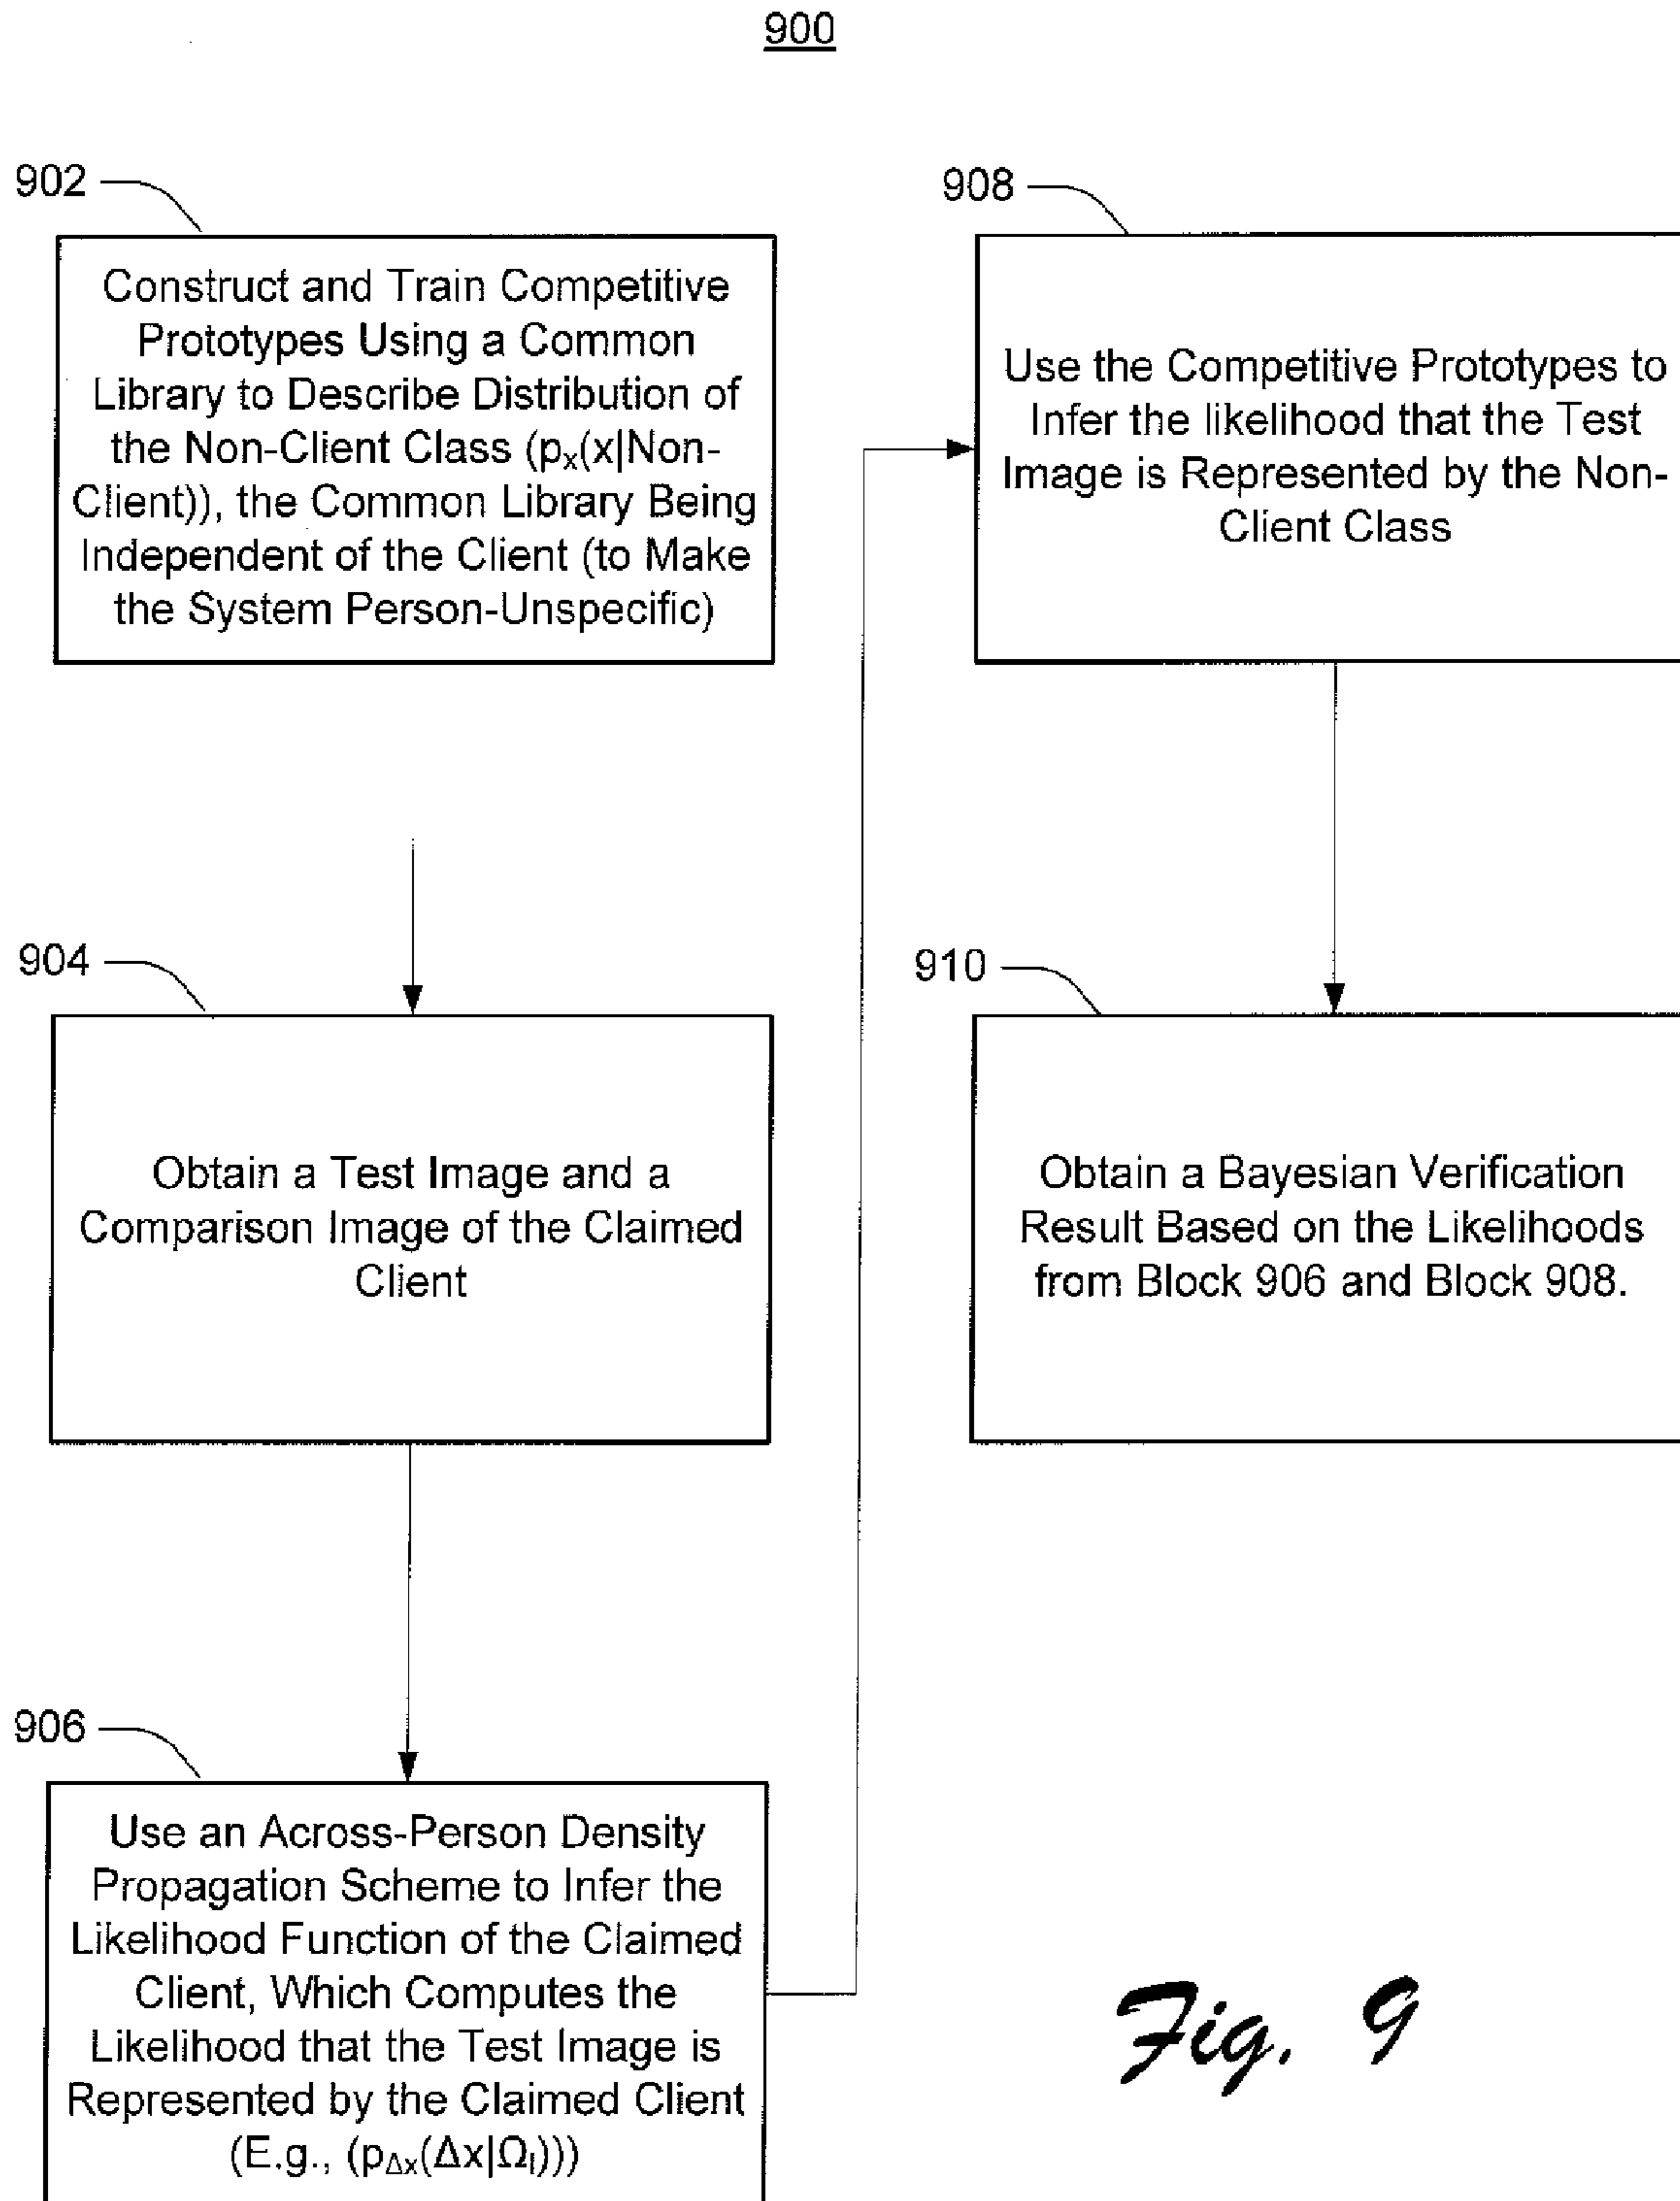 900
902
Construct and Train Competitive
Prototypes Using a Common
Library to Describe Distribution of
the Non-Client Class (pₓ(x|Non-
Client)), the Common Library Being
Independent of the Client (to Make
the System Person-Unspecific)
904
Obtain a Test Image and a
Comparison Image of the Claimed
Client
906
Use an Across-Person Density
Propagation Scheme to Infer the
Likelihood Function of the Claimed
Client, Which Computes the
Likelihood that the Test Image is
Represented by the Claimed Client
(E.g., (p_Δx(Δx|Ω_I)))
908
Use the Competitive Prototypes to
Infer the likelihood that the Test
Image is Represented by the Non-
Client Class
910
Obtain a Bayesian Verification
Result Based on the Likelihoods
from Block 906 and Block 908.
Fig. 9